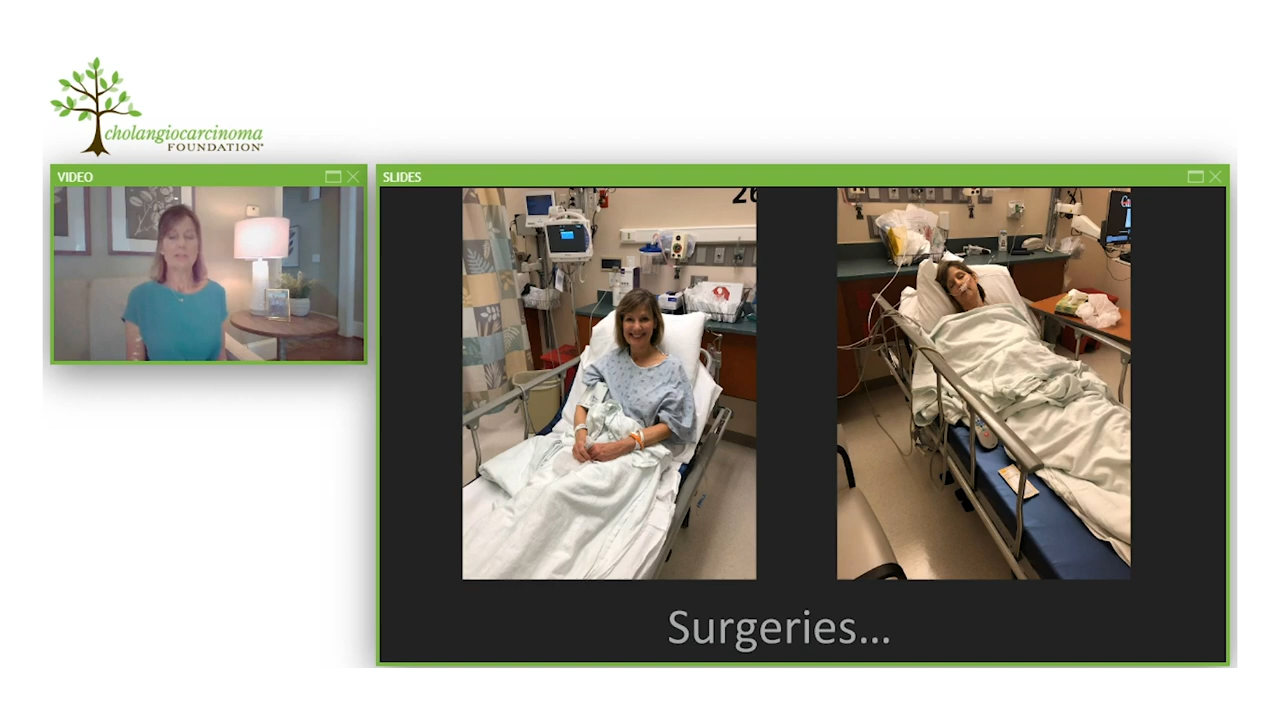 cholangiocarcinoma
FOUNDATION®
VIDEO
SLIDES
Surgeries...